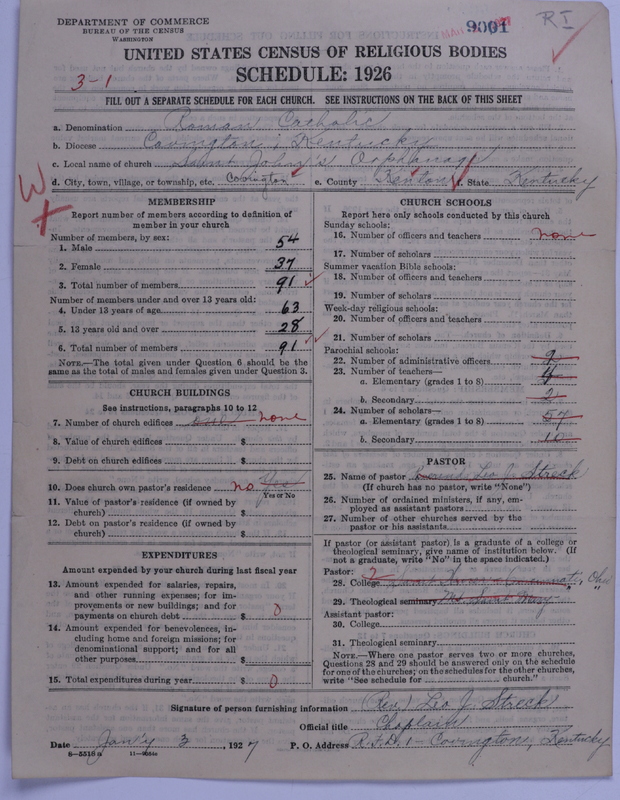 DEPARTMENT OF COMMERCE
BUREAU OF THE CENSUS
WASHINGTON
9001
RI
UNITED STATES CENSUS OF RELIGIOUS BODIES
SCHEDULE: 1926
3-1
FILL OUT A SEPARATE SCHEDULE FOR EACH CHURCH. SEE INSTRUCTIONS ON THE BACK OF THIS SHEET
a. Denomination Roman Catholic
b. Diocese Covington, Kentucky
c. Local name of church Saint John's Orphanage
d. City, town, village, or township, etc. Covington e. County Kenton f. State Kentucky
W
MEMBERSHIP
Report number of members according to definition of
member in your church
Number of members, by sex:
1. Male 54
2. Female 37
3. Total number of members 91
Number of members under and over 13 years old:
4. Under 13 years of age 63
5. 13 years old and over 28
6. Total number of members 91
NOTE.—The total given under Question 6 should be the
same as the total of males and females given under Question 3.
CHURCH BUILDINGS
See instructions, paragraphs 10 to 12
7. Number of church edifices none
8. Value of church edifices $
9. Debt on church edifices $
10. Does church own pastor's residence no Yes
Yes or No
11. Value of pastor's residence (if owned by
church) $
12. Debt on pastor's residence (if owned by
church) $
EXPENDITURES
Amount expended by your church during last fiscal year
13. Amount expended for salaries, repairs,
and other running expenses; for im-
provements or new buildings; and for
payments on church debt $ 0
14. Amount expended for benevolences, in-
cluding home and foreign missions; for
denominational support; and for all
other purposes $
15. Total expenditures during year $ 0
CHURCH SCHOOLS
Report here only schools conducted by this church
Sunday schools:
16. Number of officers and teachers none
17. Number of scholars
Summer vacation Bible schools:
18. Number of officers and teachers
19. Number of scholars
Week-day religious schools:
20. Number of officers and teachers
21. Number of scholars
Parochial schools:
22. Number of administrative officers
23. Number of teachers—
a. Elementary (grades 1 to 8) 4
b. Secondary 2
24. Number of scholars—
a. Elementary (grades 1 to 8) 57
b. Secondary 10
PASTOR
25. Name of pastor Leo J. Streck
(If church has no pastor, write "None")
26. Number of ordained ministers, if any, em-
ployed as assistant pastors
27. Number of other churches served by the
pastor or his assistants
If pastor (or assistant pastor) is a graduate of a college or
theological seminary, give name of institution below. (If
not a graduate, write "No" in the space indicated.)
Pastor: 2
28. College Saint Xavier's Cincinnati, Ohio
29. Theological seminary Mt. Saint Mary " "
Assistant pastor:
30. College
31. Theological seminary
NOTE.—Where one pastor serves two or more churches,
Questions 28 and 29 should be answered only on the schedule
for one of the churches; on the schedules for the other churches,
write "See schedule for church."
Signature of person furnishing information (Rev.) Leo J. Streck
Official title Chaplain
Date Jan'y 3, 1927 P. O. Address R.F.D. 1 - Covington, Kentucky
8—5518a